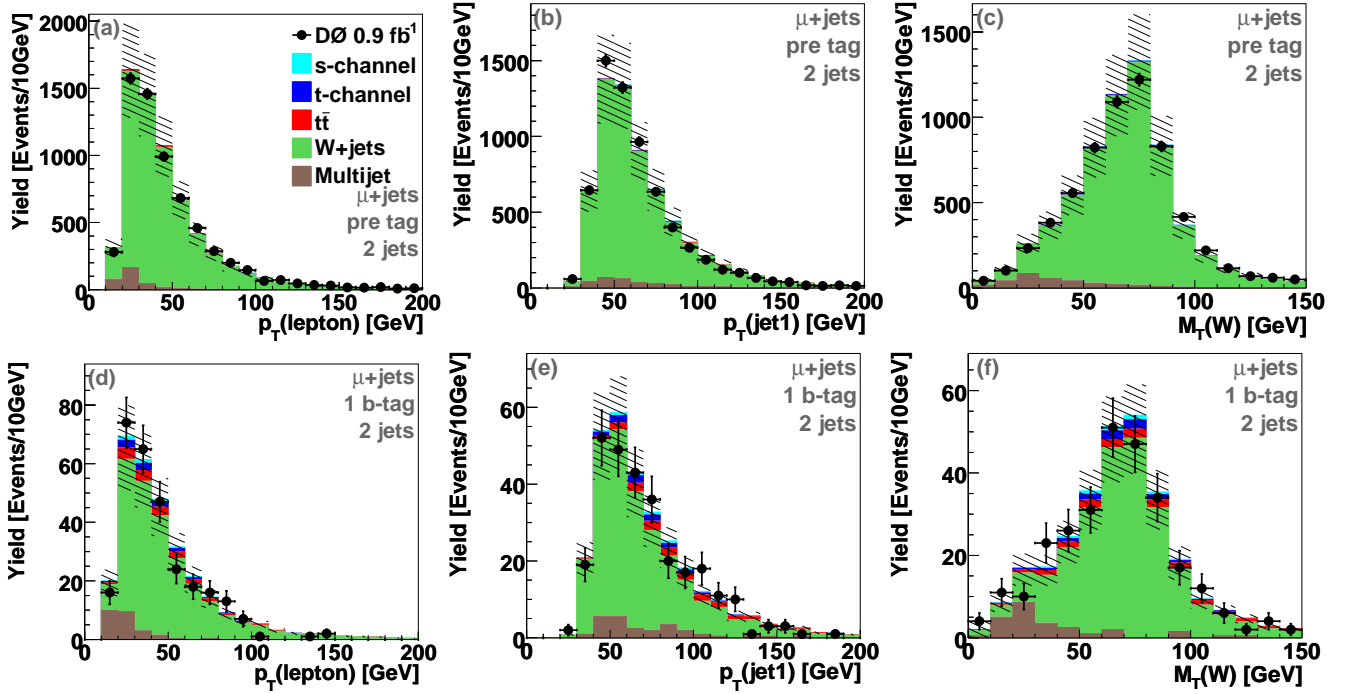 (a)
DØ 0.9 fb⁻¹
s-channel
t-channel
tt̄
W+jets
Multijet
μ+jets
pre tag
2 jets
Yield [Events/10GeV]
2000
1500
1000
500
0
0 50 100 150 200
p_T(lepton) [GeV]
(b)
μ+jets
pre tag
2 jets
Yield [Events/10GeV]
1500
1000
500
0
0 50 100 150 200
p_T(jet1) [GeV]
(c)
μ+jets
pre tag
2 jets
Yield [Events/10GeV]
1500
1000
500
0
0 50 100 150
M_T(W) [GeV]
(d)
μ+jets
1 b-tag
2 jets
Yield [Events/10GeV]
80
60
40
20
0
0 50 100 150 200
p_T(lepton) [GeV]
(e)
μ+jets
1 b-tag
2 jets
Yield [Events/10GeV]
60
40
20
0
0 50 100 150 200
p_T(jet1) [GeV]
(f)
μ+jets
1 b-tag
2 jets
Yield [Events/10GeV]
60
40
20
0
0 50 100 150
M_T(W) [GeV]